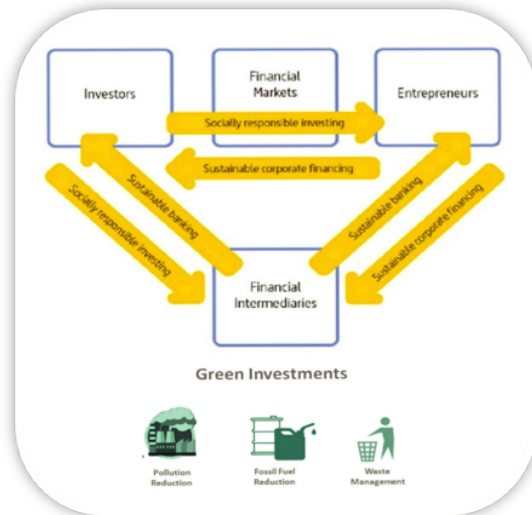 Investors
Financial
Markets
Entrepreneurs
Socially responsible investing
Sustainable corporate financing
Socially responsible investing
Sustainable banking
Sustainable banking
Sustainable corporate financing
Financial
Intermediaries
Green Investments
Pollution
Reduction
Fossil Fuel
Reduction
Waste
Management